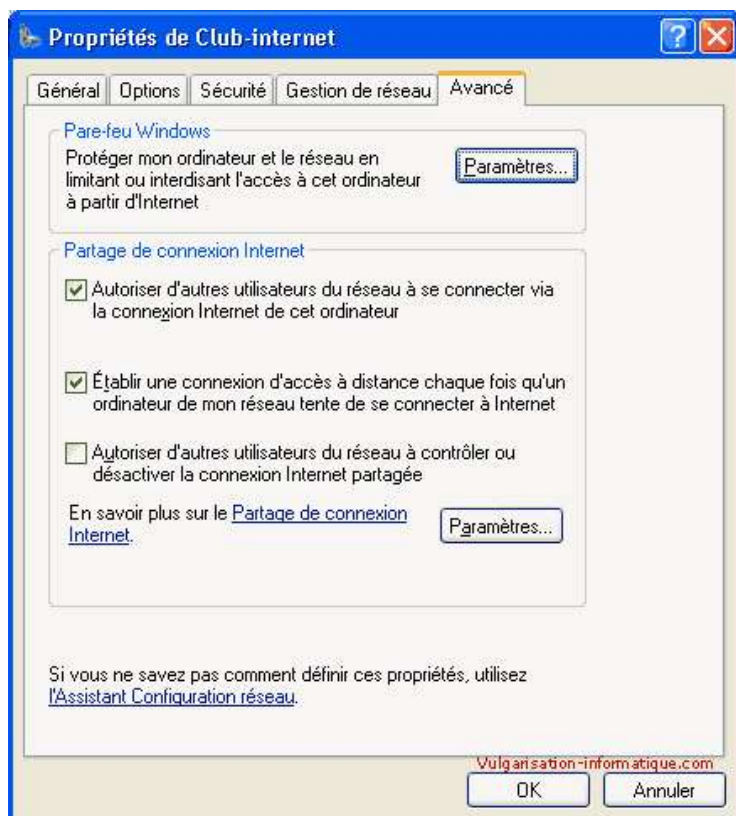 Propriétés de Club-internet
Général Options Sécurité Gestion de réseau Avancé
Pare-feu Windows
Protéger mon ordinateur et le réseau en
limitant ou interdisant l'accès à cet ordinateur
à partir d'Internet
Paramètres...
Partage de connexion Internet
Autoriser d'autres utilisateurs du réseau à se connecter via
la connexion Internet de cet ordinateur
Établir une connexion d'accès à distance chaque fois qu'un
ordinateur de mon réseau tente de se connecter à Internet
Autoriser d'autres utilisateurs du réseau à contrôler ou
désactiver la connexion Internet partagée
En savoir plus sur le Partage de connexion
Internet.
Paramètres...
Si vous ne savez pas comment définir ces propriétés, utilisez
l'Assistant Configuration réseau.
Vulgarisation-informatique.com
OK Annuler